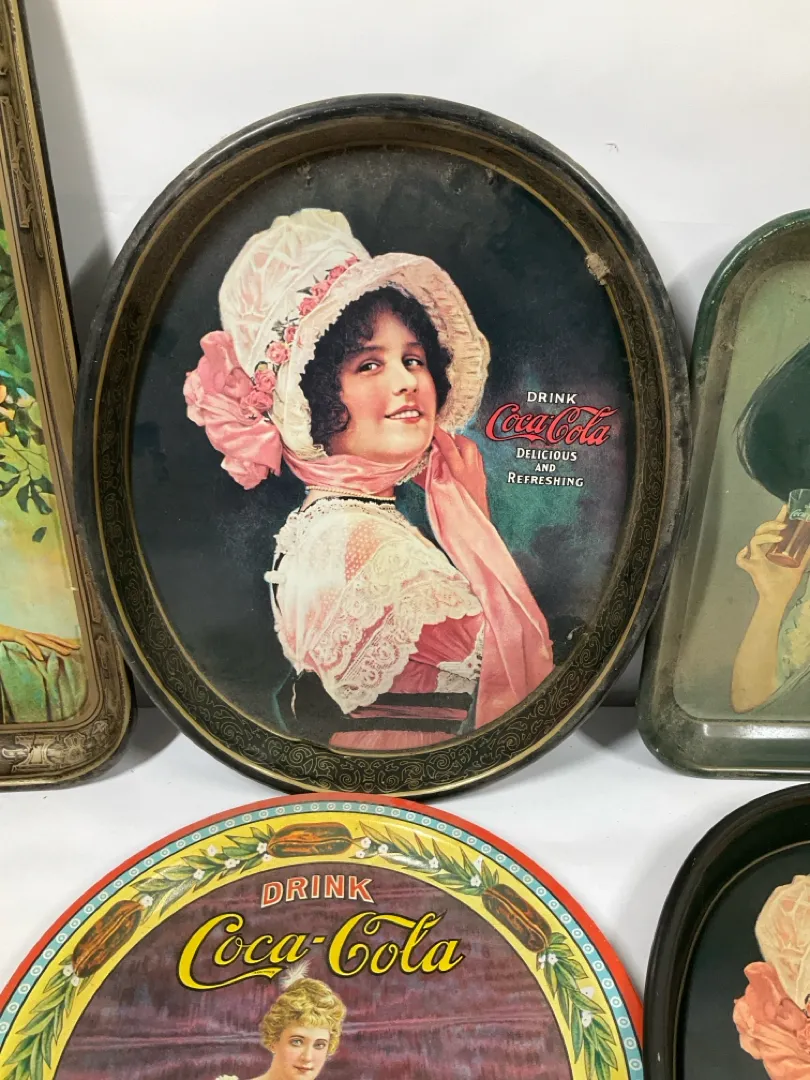 DRINK
Coca-Cola
DELICIOUS
AND
REFRESHING
DRINK
Coca-Cola